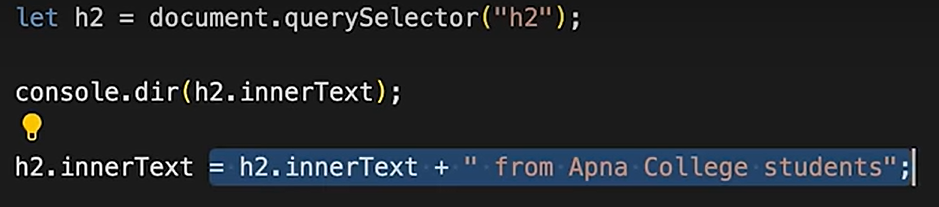 let h2 = document.querySelector("h2");
console.dir(h2.innerText);
h2.innerText = h2.innerText + " from Apna College students";